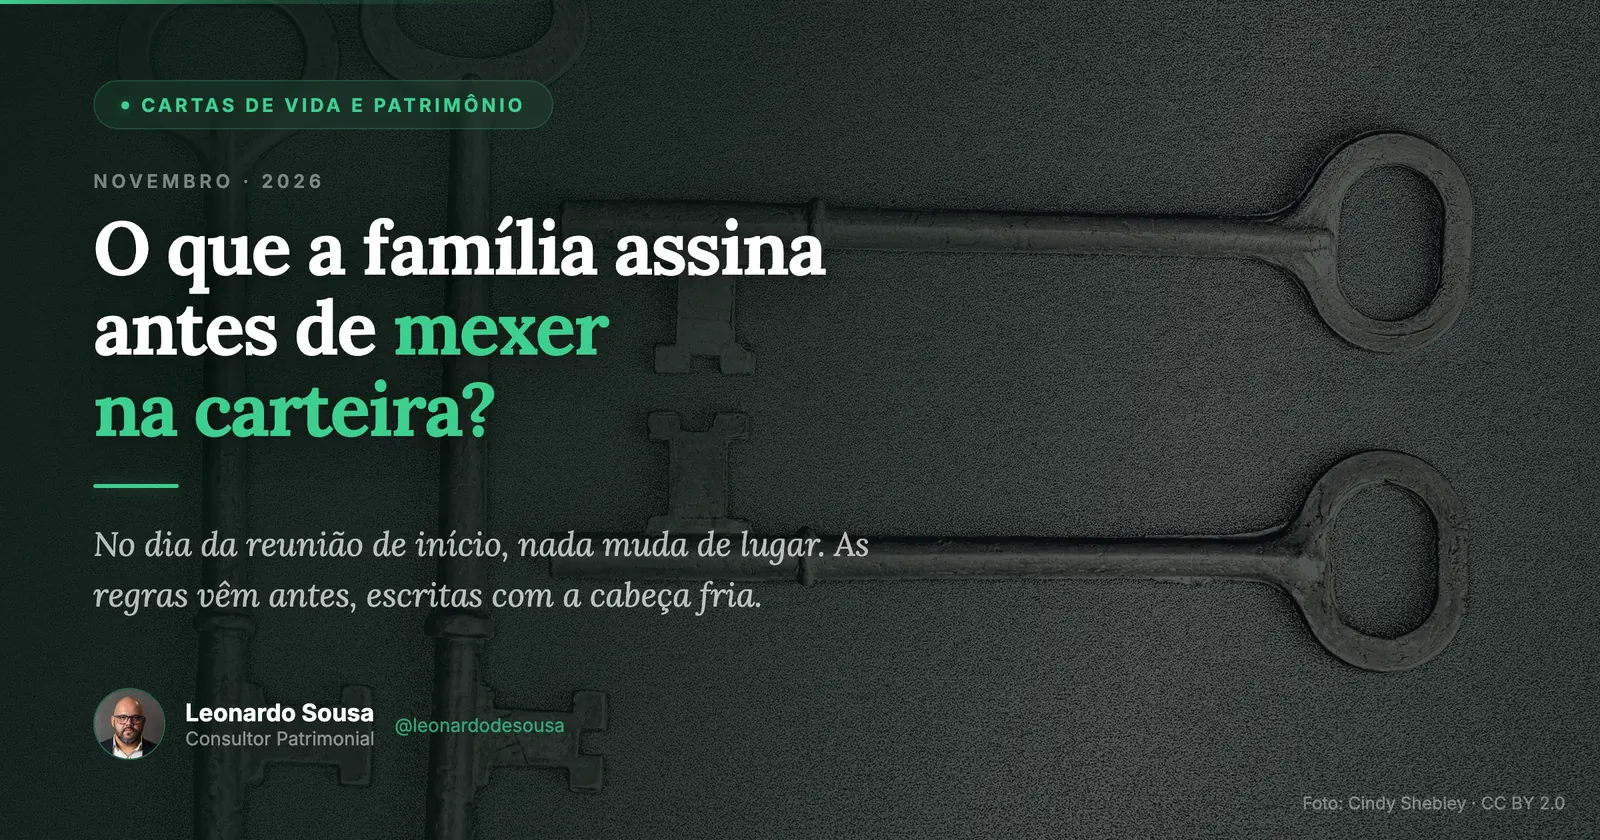 • CARTAS DE VIDA E PATRIMÔNIO
NOVEMBRO · 2026
O que a família assina
antes de mexer
na carteira?
No dia da reunião de início, nada muda de lugar. As
regras vêm antes, escritas com a cabeça fria.
Leonardo Sousa
Consultor Patrimonial
@leonardodesousa
Foto: Cindy Shebley · CC BY 2.0